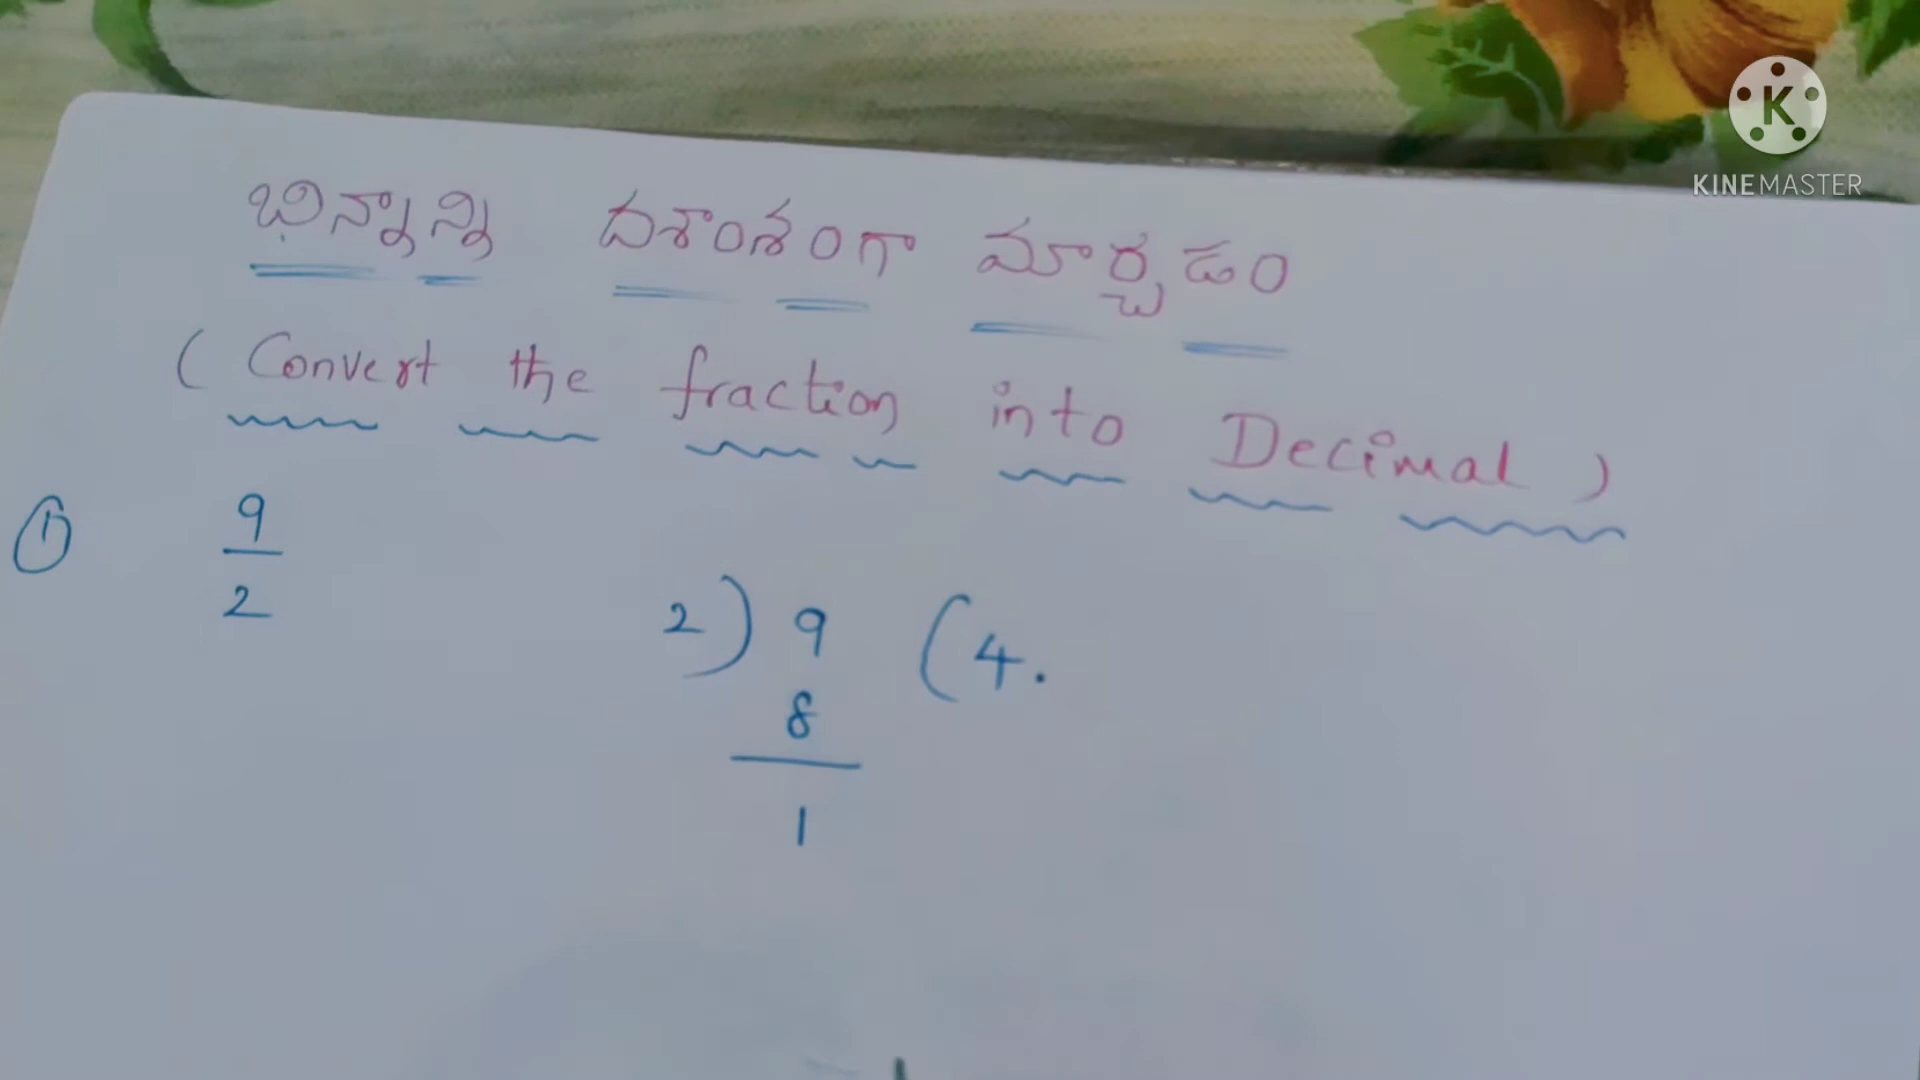 భిన్నాన్ని దశాంశంగా మార్చడం
(Convert the fraction into Decimal)
① 9/2
2) 9 (4.
8
1
K
KINEMASTER